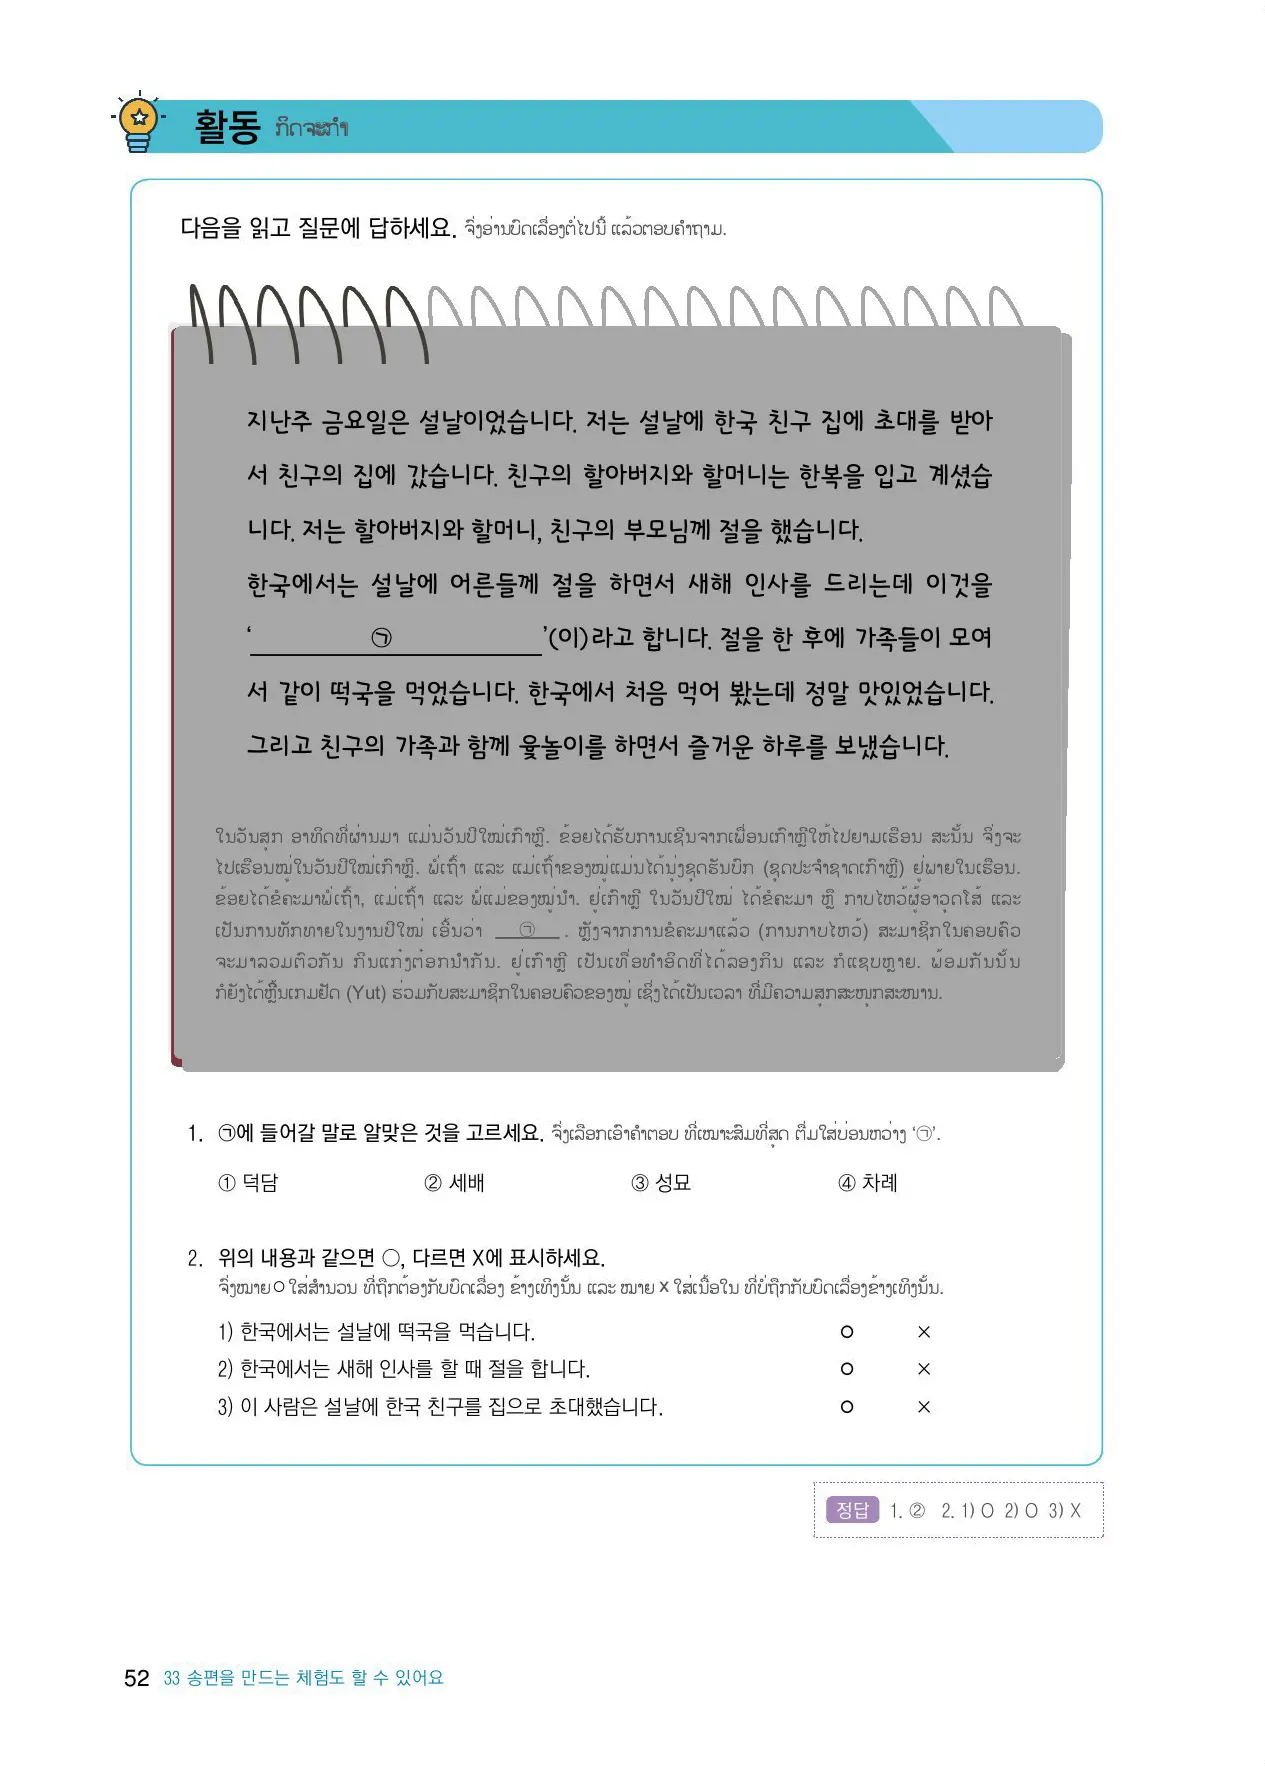 활동 ກິດຈະກຳ
다음을 읽고 질문에 답하세요. ຈົ່ງອ່ານບົດເລື່ອງຕໍ່ໄປນີ້ ແລ້ວຕອບຄຳຖາມ.
지난주 금요일은 설날이었습니다. 저는 설날에 한국 친구 집에 초대를 받아
서 친구의 집에 갔습니다. 친구의 할아버지와 할머니는 한복을 입고 계셨습
니다. 저는 할아버지와 할머니, 친구의 부모님께 절을 했습니다.
한국에서는 설날에 어른들께 절을 하면서 새해 인사를 드리는데 이것을
‘ ㉠ ’(이)라고 합니다. 절을 한 후에 가족들이 모여
서 같이 떡국을 먹었습니다. 한국에서 처음 먹어 봤는데 정말 맛있었습니다.
그리고 친구의 가족과 함께 윷놀이를 하면서 즐거운 하루를 보냈습니다.
ໃນວັນສຸກ ອາທິດທີ່ຜ່ານມາ ແມ່ນວັນປີໃໝ່ເກົາຫຼີ. ຂ້ອຍໄດ້ຮັບການເຊີນຈາກເພື່ອນເກົາຫຼີໃຫ້ໄປຍາມເຮືອນ ສະນັ້ນ ຈິ່ງຈະ
ໄປເຮືອນໝູ່ໃນວັນປີໃໝ່ເກົາຫຼີ. ພໍ່ເຖົ້າ ແລະ ແມ່ເຖົ້າຂອງໝູ່ແມ່ນໄດ້ນຸ່ງຊຸດຮັນບົກ (ຊຸດປະຈຳຊາດເກົາຫຼີ) ຢູ່ພາຍໃນເຮືອນ.
ຂ້ອຍໄດ້ຂໍຄະມາພໍ່ເຖົ້າ, ແມ່ເຖົ້າ ແລະ ພໍ່ແມ່ຂອງໝູ່ນຳ. ຢູ່ເກົາຫຼີ ໃນວັນປີໃໝ່ ໄດ້ຂໍຄະມາ ຫຼື ກາບໄຫວ້ຜູ້ອາວຸດໂສ້ ແລະ
ເປັນການທັກທາຍໃນງານປີໃໝ່ ເອີ້ນວ່າ ㉠ . ຫຼັງຈາກການຂໍຄະມາແລ້ວ (ການກາບໄຫວ້) ສະມາຊິກໃນຄອບຄົວ
ຈະມາລວມຕົວກັນ ກິນແກ໋ງຕ໋ອກນຳກັນ. ຢູ່ເກົາຫຼີ ເປັນເທື່ອທຳອິດທີ່ໄດ້ລອງກິນ ແລະ ກໍແຊບຫຼາຍ. ພ້ອມກັນນັ້ນ
ກໍຍັງໄດ້ຫຼິ້ນເກມຢັດ (Yut) ຮ່ວມກັບສະມາຊິກໃນຄອບຄົວຂອງໝູ່ ເຊິ່ງໄດ້ເປັນເວລາ ທີ່ມີຄວາມສຸກສະໜຸກສະໜານ.
1. ㉠에 들어갈 말로 알맞은 것을 고르세요. ຈົ່ງເລືອກເອົາຄຳຕອບ ທີ່ເໝາະສົມທີ່ສຸດ ຕື່ມໃສ່ບ່ອນຫວ່າງ ‘㉠’.
① 덕담 ② 세배 ③ 성묘 ④ 차례
2. 위의 내용과 같으면 ○, 다르면 X에 표시하세요.
ຈົ່ງໝາຍ O ໃສ່ສຳນວນ ທີ່ຖືກຕ້ອງກັບບົດເລື່ອງ ຂ້າງເທິງນັ້ນ ແລະ ໝາຍ X ໃສ່ເນື້ອໃນ ທີ່ບໍ່ຖືກກັບບົດເລື່ອງຂ້າງເທິງນັ້ນ.
1) 한국에서는 설날에 떡국을 먹습니다. O ×
2) 한국에서는 새해 인사를 할 때 절을 합니다. O ×
3) 이 사람은 설날에 한국 친구를 집으로 초대했습니다. O ×
정답 1. ② 2. 1) O 2) O 3) X
52 33 송편을 만드는 체험도 할 수 있어요